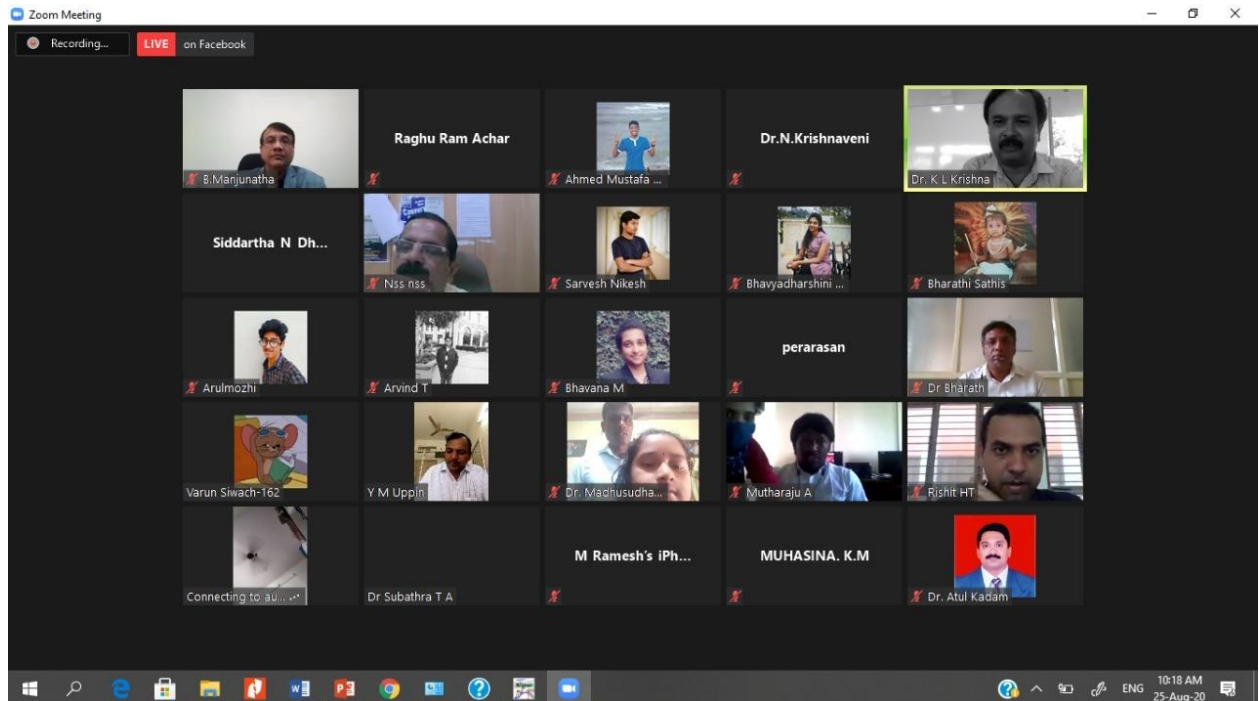 Zoom Meeting
Recording... LIVE on Facebook
B.Manjunatha
Raghu Ram Achar
Ahmed Mustafa ...
Dr.N.Krishnaveni
Dr. K L Krishna
Siddartha N Dh...
Nss nss
Sarvesh Nikesh
Bhavyadharshini ...
Bharathi Sathis
Arulmozhi
Arvind T
Bhavana M
perarasan
Dr Bharath
Varun Siwach-162
Y M Uppin
Dr. Madhusudha...
Mutharaju A
Rishit HT
Connecting to au...
Dr Subathra T A
M Ramesh's iPh...
MUHASINA. K.M
Dr. Atul Kadam
ENG
10:18 AM
25-Aug-20